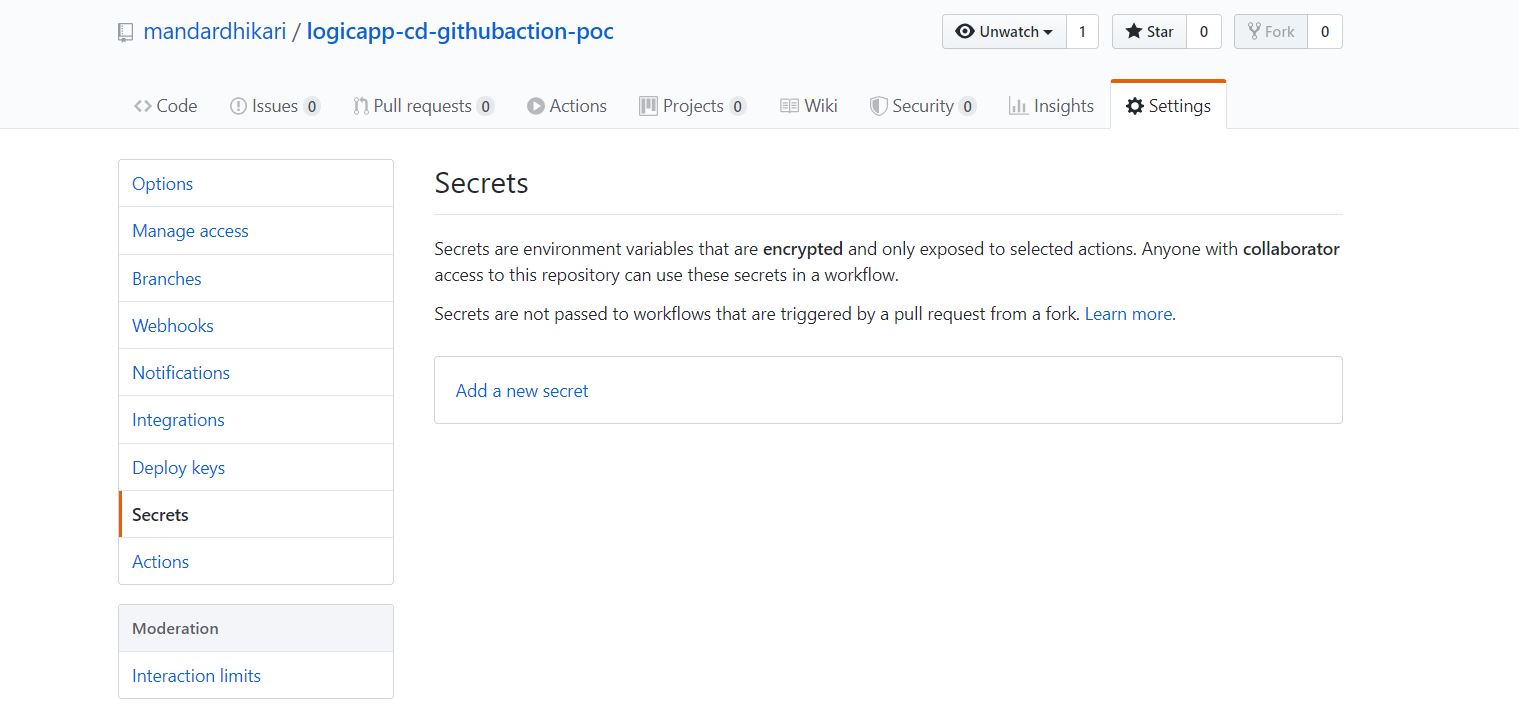 mandardhikari / logicapp-cd-githubaction-poc
Unwatch 1 Star 0 Fork 0
Code Issues 0 Pull requests 0 Actions Projects 0 Wiki Security 0 Insights Settings
Options
Manage access
Branches
Webhooks
Notifications
Integrations
Deploy keys
Secrets
Actions
Moderation
Interaction limits
Secrets
Secrets are environment variables that are encrypted and only exposed to selected actions. Anyone with collaborator
access to this repository can use these secrets in a workflow.
Secrets are not passed to workflows that are triggered by a pull request from a fork. Learn more.
Add a new secret